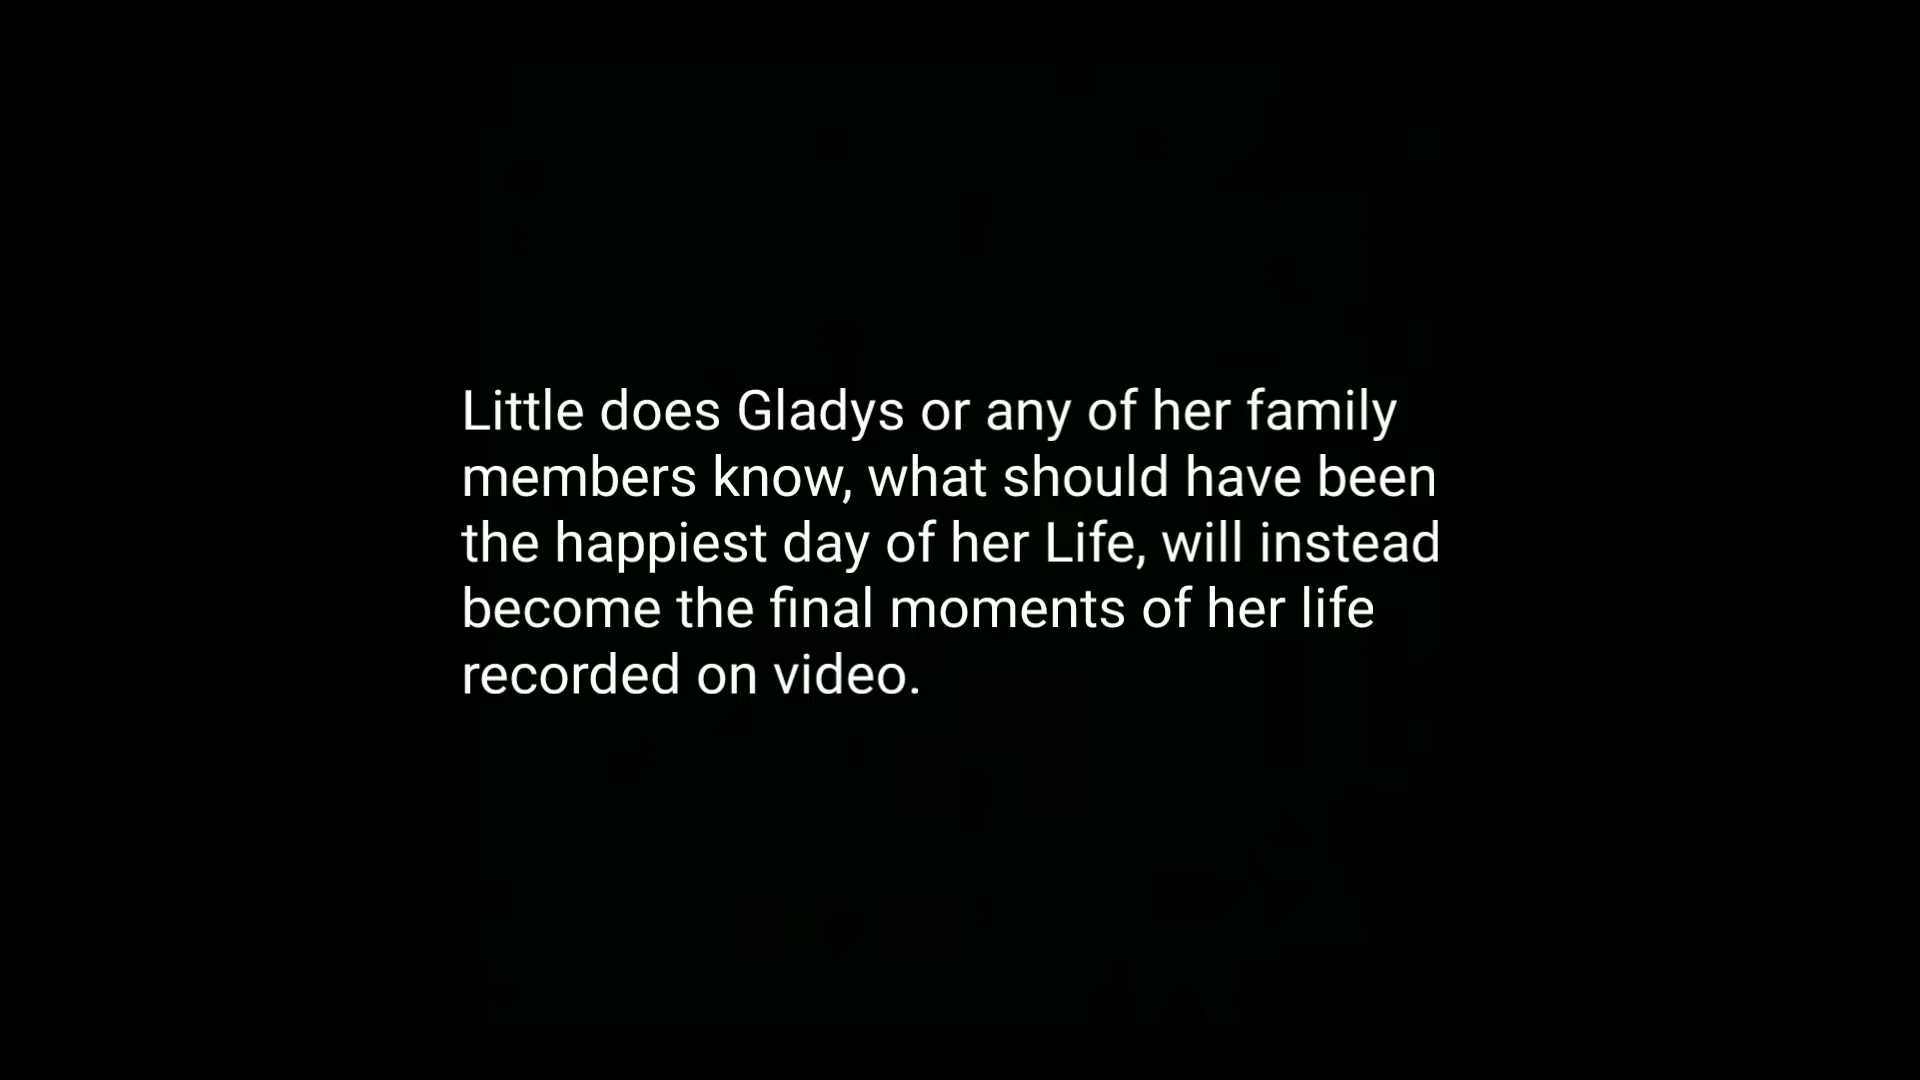 Little does Gladys or any of her family
members know, what should have been
the happiest day of her Life, will instead
become the final moments of her life
recorded on video.